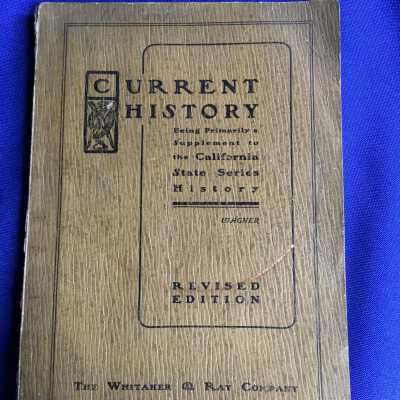 CURRENT
HISTORY
Being Primarily a
Supplement to
the California
State Series
History
WAGNER
REVISED
EDITION
THE WHITAKER & RAY COMPANY